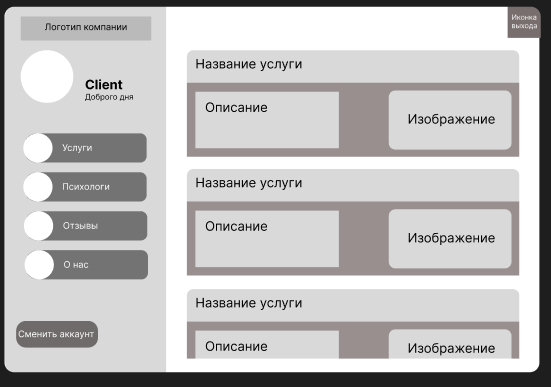 Логотип компании
Иконка
выхода
Client
Доброго дня
Услуги
Психологи
Отзывы
О нас
Сменить аккаунт
Название услуги
Описание
Изображение
Название услуги
Описание
Изображение
Название услуги
Описание
Изображение